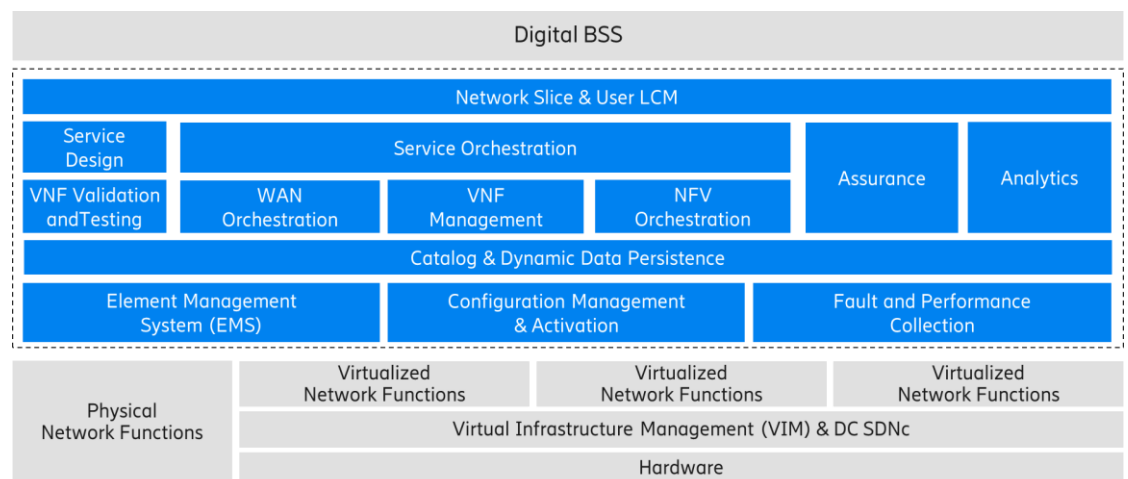 Digital BSS
Network Slice & User LCM
Service
Design
Service Orchestration
Assurance
Analytics
VNF Validation
andTesting
WAN
Orchestration
VNF
Management
NFV
Orchestration
Catalog & Dynamic Data Persistence
Element Management
System (EMS)
Configuration Management
& Activation
Fault and Performance
Collection
Physical
Network Functions
Virtualized
Network Functions
Virtualized
Network Functions
Virtualized
Network Functions
Virtual Infrastructure Management (VIM) & DC SDNc
Hardware